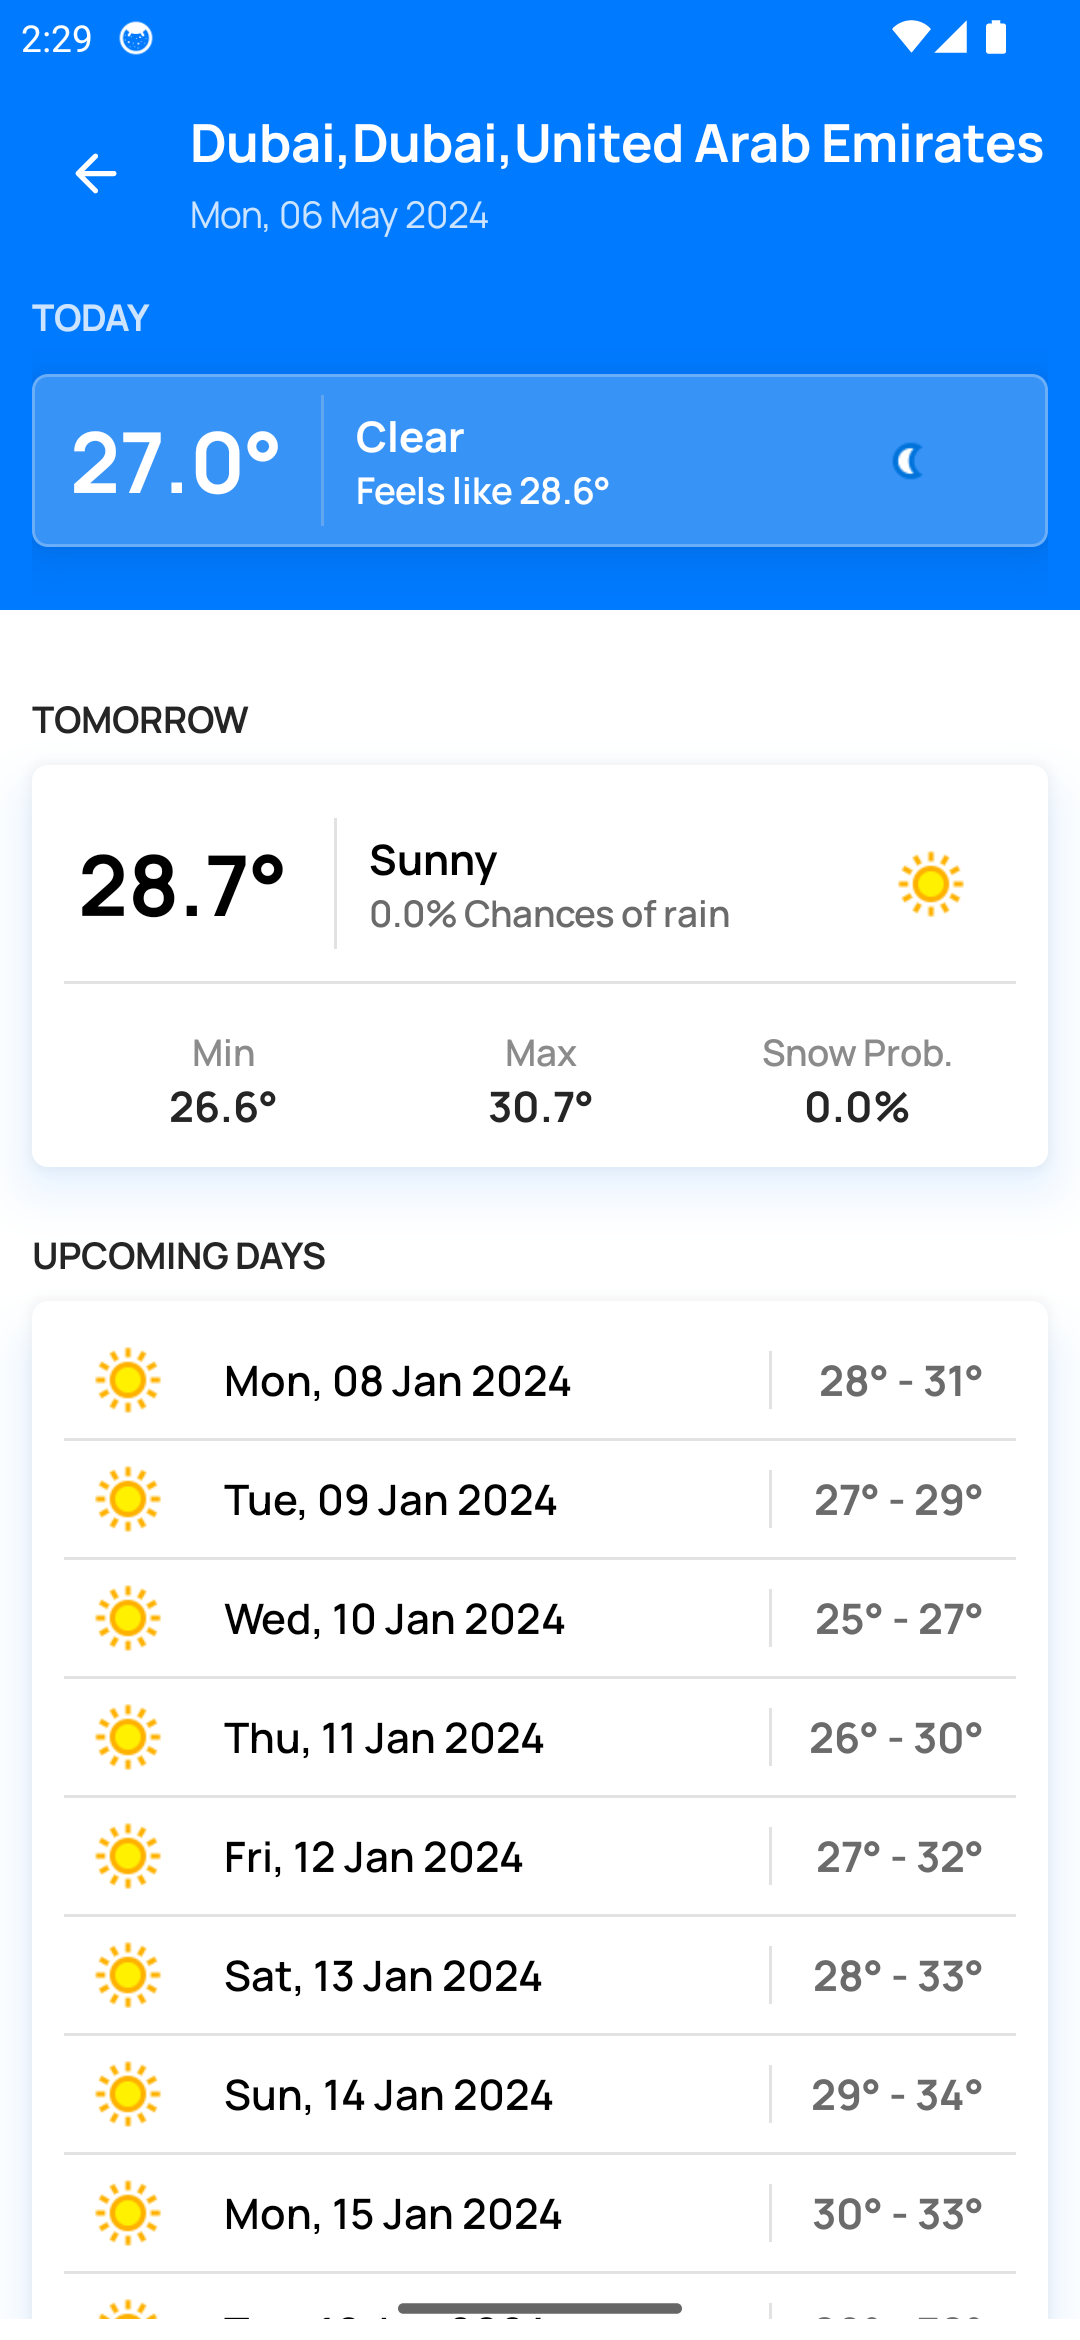 2:29
Dubai,Dubai,United Arab Emirates
Mon, 06 May 2024
TODAY
27.0°
Clear
Feels like 28.6°
TOMORROW
28.7°
Sunny
0.0% Chances of rain
Min
Max
Snow Prob.
26.6°
30.7°
0.0%
UPCOMING DAYS
Mon, 08 Jan 2024 28° - 31°
Tue, 09 Jan 2024 27° - 29°
Wed, 10 Jan 2024 25° - 27°
Thu, 11 Jan 2024 26° - 30°
Fri, 12 Jan 2024 27° - 32°
Sat, 13 Jan 2024 28° - 33°
Sun, 14 Jan 2024 29° - 34°
Mon, 15 Jan 2024 30° - 33°